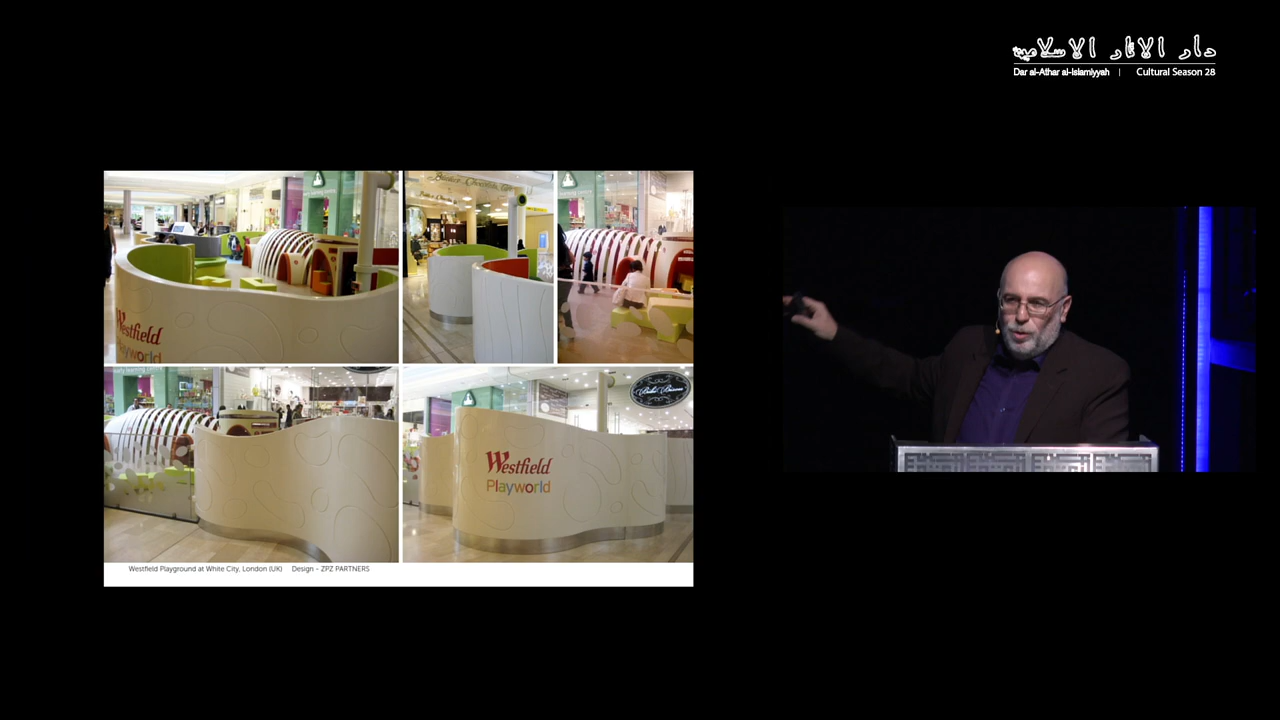 دار الآثار الإسلامية
Dar al-Athar al-Islamiyyah | Cultural Season 28
Westfield
Playworld
Westfield
Playworld
Westfield Playground at White City, London (UK) Design - ZPZ PARTNERS